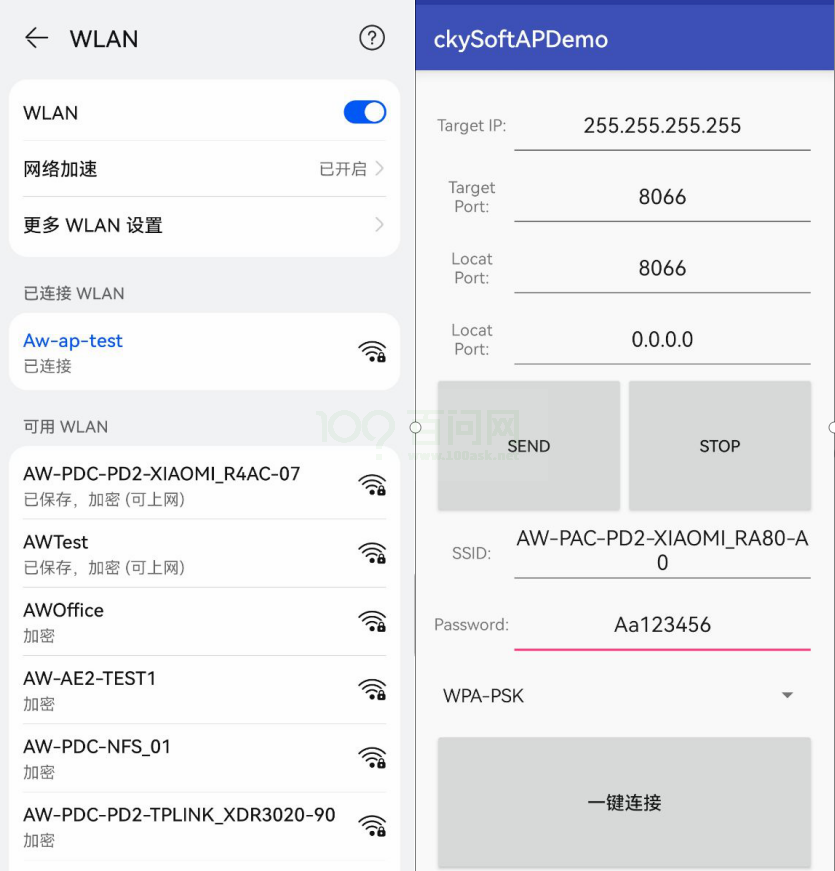 WLAN
WLAN
网络加速
已开启
更多 WLAN 设置
已连接 WLAN
Aw-ap-test
已连接
可用 WLAN
AW-PDC-PD2-XIAOMI_R4AC-07
已保存，加密 (可上网)
AWTest
已保存，加密 (可上网)
AWOffice
加密
AW-AE2-TEST1
加密
AW-PDC-NFS_01
加密
AW-PDC-PD2-TPLINK_XDR3020-90
加密
ckySoftAPDemo
Target IP:
255.255.255.255
Target
Port:
8066
Locat
Port:
8066
Locat
Port:
0.0.0.0
SEND
STOP
SSID:
AW-PAC-PD2-XIAOMI_RA80-A
0
Password:
Aa123456
WPA-PSK
一键连接
100ask 百问网
www.100ask.net